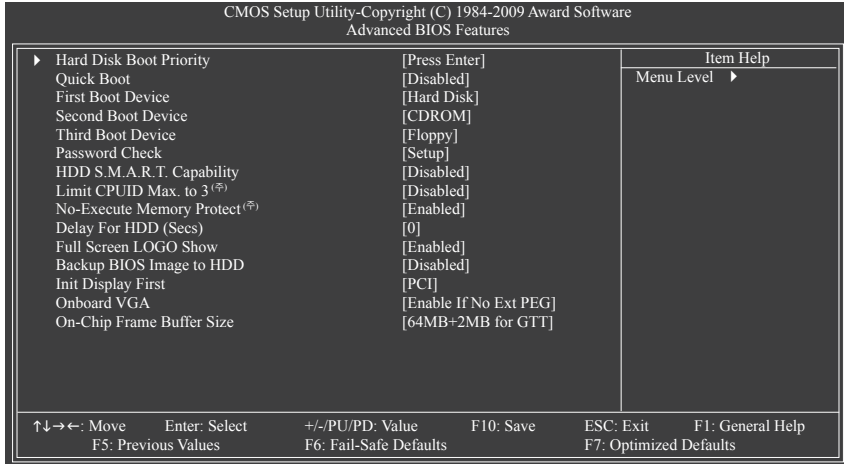 CMOS Setup Utility-Copyright (C) 1984-2009 Award Software
Advanced BIOS Features
Item Help
Menu Level ▶
▶ Hard Disk Boot Priority [Press Enter]
Quick Boot [Disabled]
First Boot Device [Hard Disk]
Second Boot Device [CDROM]
Third Boot Device [Floppy]
Password Check [Setup]
HDD S.M.A.R.T. Capability [Disabled]
Limit CPUID Max. to 3 (주) [Disabled]
No-Execute Memory Protect (주) [Enabled]
Delay For HDD (Secs) [0]
Full Screen LOGO Show [Enabled]
Backup BIOS Image to HDD [Disabled]
Init Display First [PCI]
Onboard VGA [Enable If No Ext PEG]
On-Chip Frame Buffer Size [64MB+2MB for GTT]
↑↓→←: Move Enter: Select +/-/PU/PD: Value F10: Save ESC: Exit F1: General Help
F5: Previous Values F6: Fail-Safe Defaults F7: Optimized Defaults